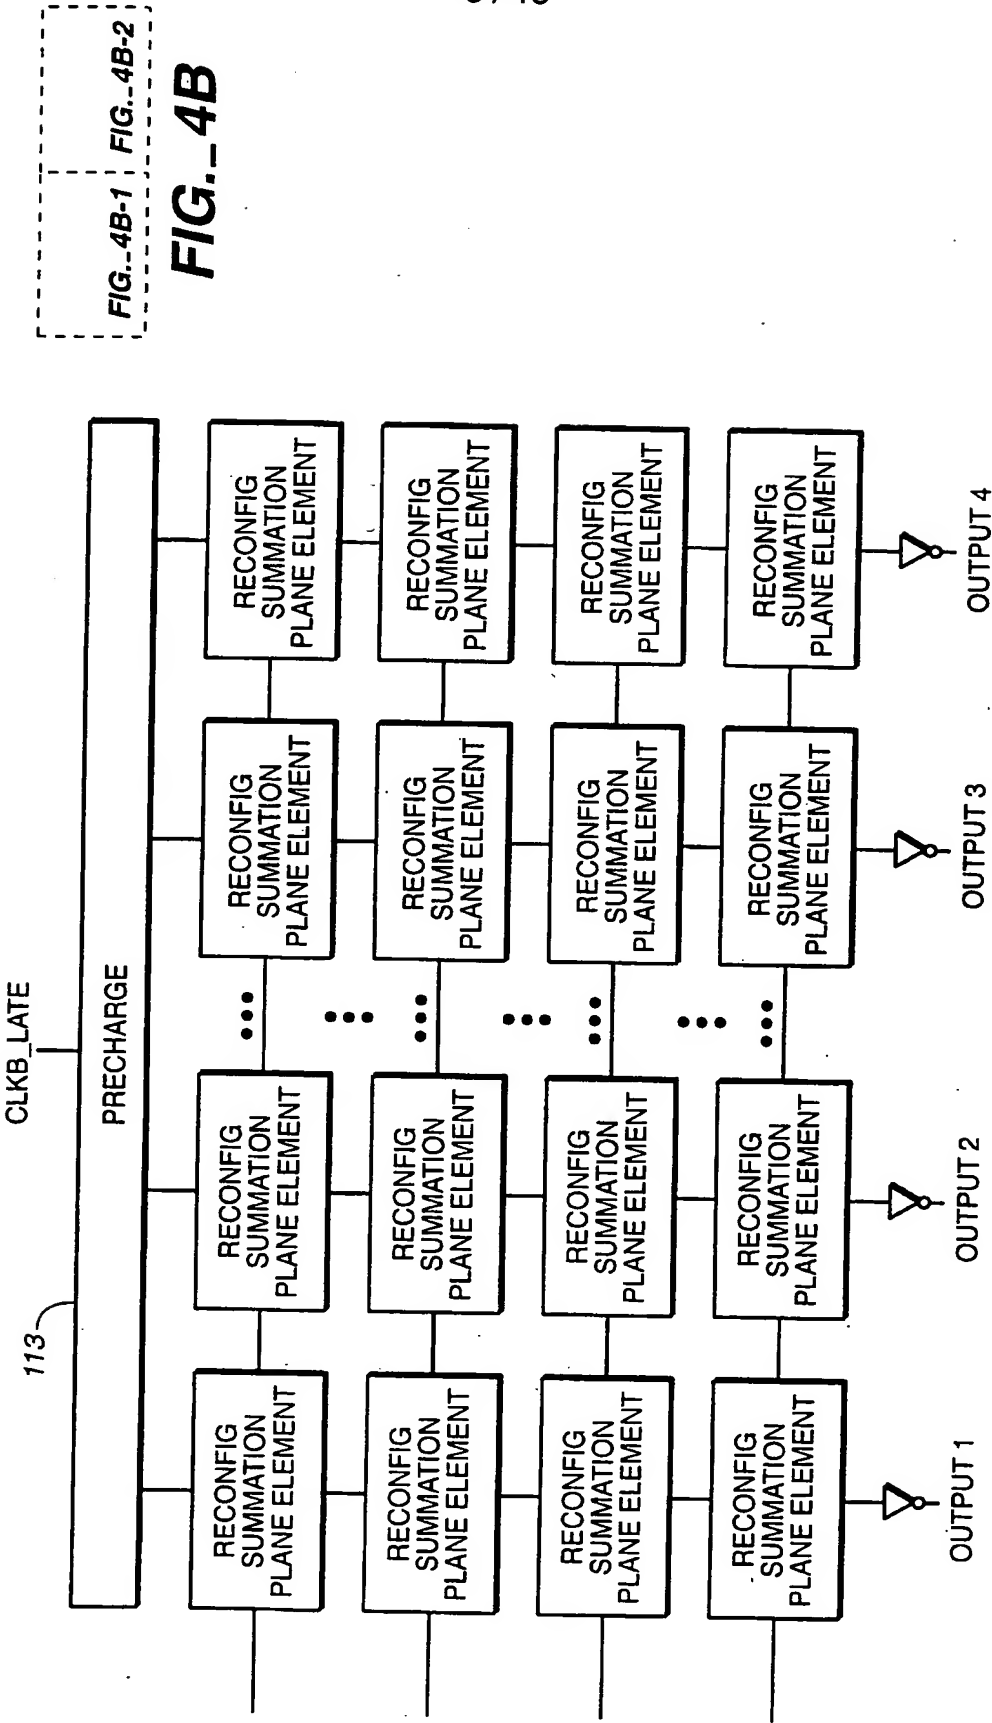 CLKB_LATE
113
PRECHARGE
RECONFIG
SUMMATION
PLANE ELEMENT
RECONFIG
SUMMATION
PLANE ELEMENT
RECONFIG
SUMMATION
PLANE ELEMENT
RECONFIG
SUMMATION
PLANE ELEMENT
RECONFIG
SUMMATION
PLANE ELEMENT
RECONFIG
SUMMATION
PLANE ELEMENT
RECONFIG
SUMMATION
PLANE ELEMENT
RECONFIG
SUMMATION
PLANE ELEMENT
RECONFIG
SUMMATION
PLANE ELEMENT
RECONFIG
SUMMATION
PLANE ELEMENT
RECONFIG
SUMMATION
PLANE ELEMENT
RECONFIG
SUMMATION
PLANE ELEMENT
RECONFIG
SUMMATION
PLANE ELEMENT
RECONFIG
SUMMATION
PLANE ELEMENT
RECONFIG
SUMMATION
PLANE ELEMENT
RECONFIG
SUMMATION
PLANE ELEMENT
OUTPUT 1
OUTPUT 2
OUTPUT 3
OUTPUT 4
FIG._4B-1
FIG._4B-2
FIG._4B